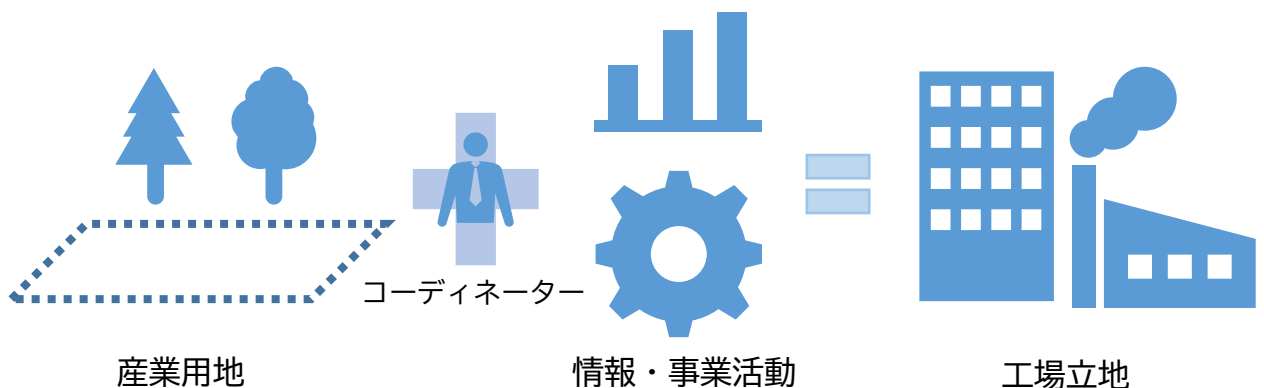 コーディネーター
産業用地
情報・事業活動
工場立地